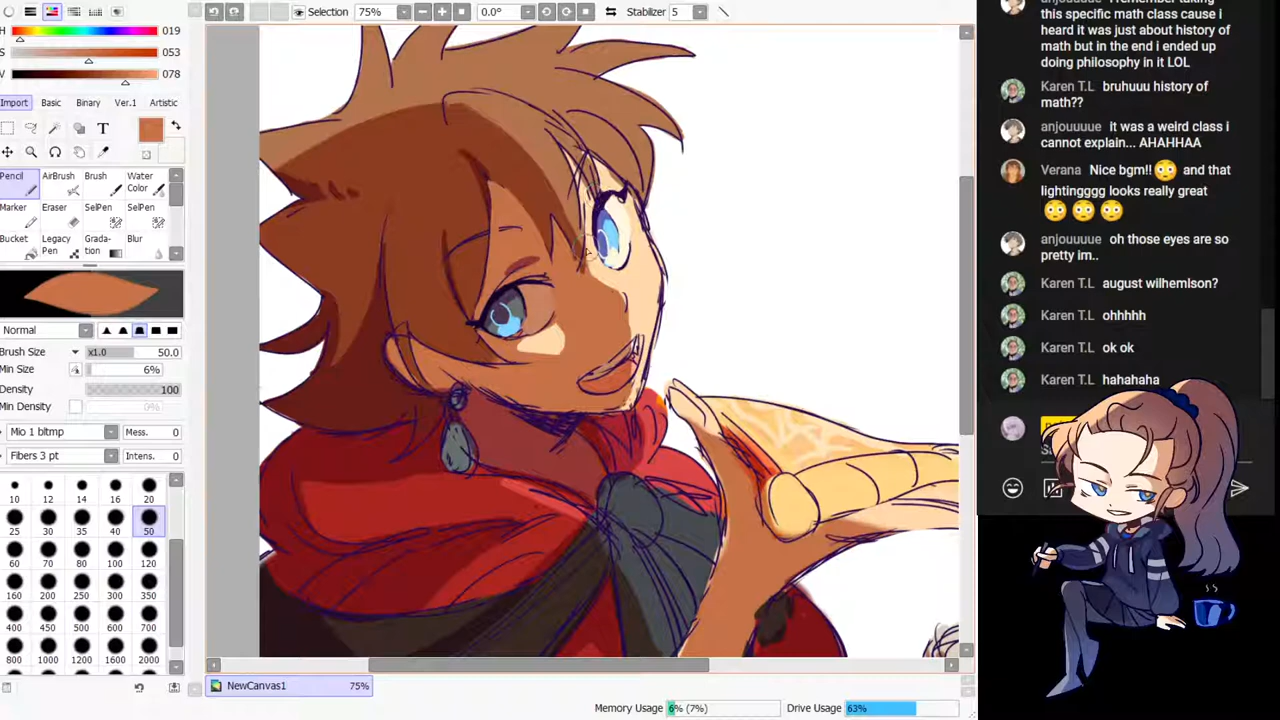 Selection 75% 0.0° Stabilizer 5
H 019
S 053
V 078
Import Basic Binary Ver.1 Artistic
T
Pencil AirBrush Brush Water Color
Marker Eraser SelPen SelPen
Bucket Legacy Pen Grada- tion Blur
Normal
Brush Size x1.0 50.0
Min Size 6%
Density 100
Min Density 100%
Mio 1 bltmp Mess. 0
Fibers 3 pt Intens. 0
10 12 14 16 20
25 30 35 40 50
60 70 80 100 120
160 200 250 300 350
400 450 500 600 700
800 1000 1200 1600 2000
NewCanvas1 75%
Memory Usage 6% (7%) Drive Usage 63%
this specific math class cause i
heard it was just about history of
math but in the end i ended up
doing philosophy in it LOL
Karen T.L bruhuuu history of
math??
anjouuuue it was a weird class i
cannot explain... AHAHHAA
Verana Nice bgm!! and that
lightingggg looks really great
anjouuuue oh those eyes are so
pretty im..
Karen T.L august wilhemlson?
Karen T.L ohhhhh
Karen T.L ok ok
Karen T.L hahahaha